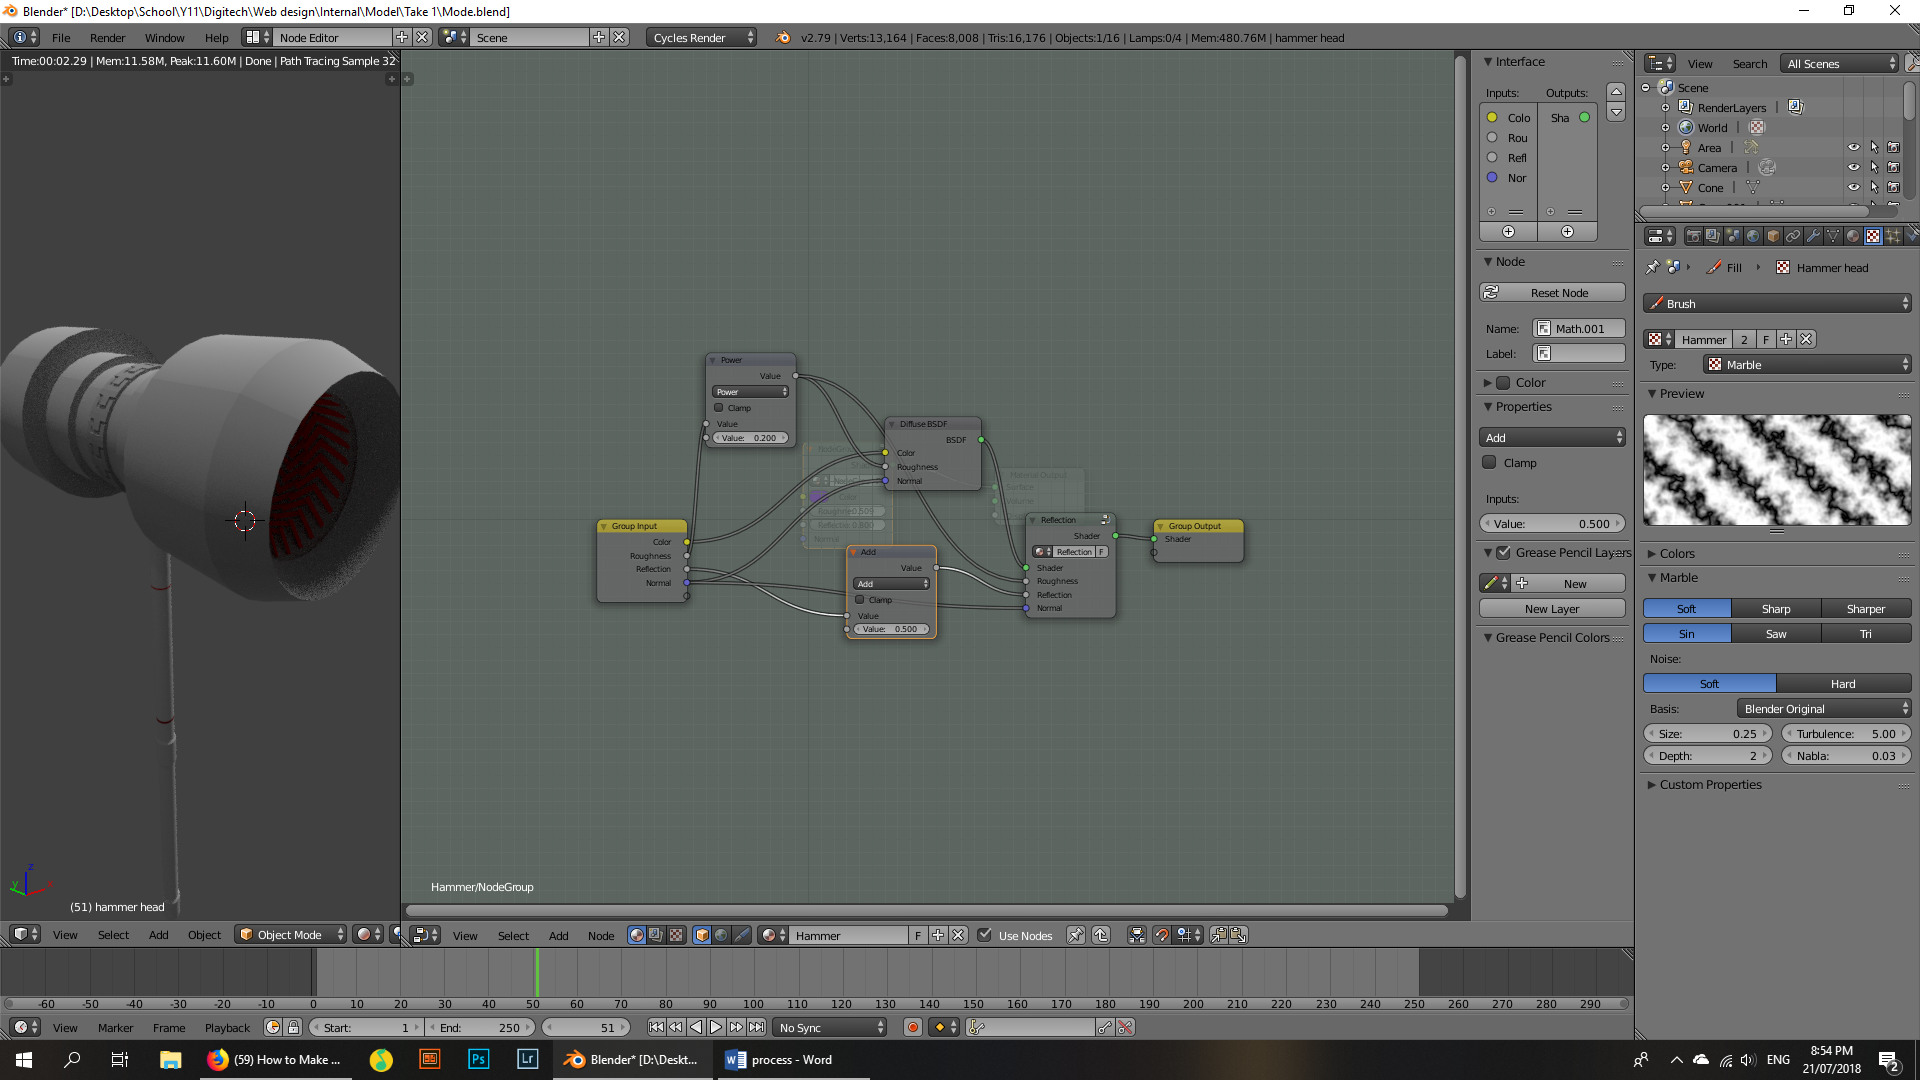 Blender* [D:\Desktop\School\Y11\Digitech\Web design\Internal\Model\Take 1\Mode.blend]
File Render Window Help Node Editor Scene Cycles Render v2.79 | Verts:13,164 | Faces:8,008 | Tris:16,176 | Objects:1/16 | Lamps:0/4 | Mem:480.76M | hammer head
Time:00:02.29 | Mem:11.58M, Peak:11.60M | Done | Path Tracing Sample 32
(51) hammer head
View Select Add Object Object Mode
Power
Value
Power
Clamp
Value
Value: 0.200
Diffuse BSDF
BSDF
Color
Roughness
Normal
Material Output
Surface
Volume
Group Input
Color
Roughness
Reflection
Normal
Add
Value
Add
Clamp
Value
Value: 0.500
Reflection
Shader
Reflection F
Shader
Roughness
Reflection
Normal
Group Output
Shader
Hammer/NodeGroup
View Select Add Node Hammer F Use Nodes
Interface
Inputs: Outputs:
Colo Sha
Rou
Refl
Nor
Node
Reset Node
Name: Math.001
Label:
Color
Properties
Add
Clamp
Inputs:
Value: 0.500
Grease Pencil Layers
New
New Layer
Grease Pencil Colors
View Search All Scenes
Scene
RenderLayers |
World |
Area |
Camera |
Cone |
Fill Hammer head
Brush
Hammer 2 F
Type: Marble
Preview
Colors
Marble
Soft Sharp Sharper
Sin Saw Tri
Noise:
Soft Hard
Basis: Blender Original
Size: 0.25 Turbulence: 5.00
Depth: 2 Nabla: 0.03
Custom Properties
-60 -50 -40 -30 -20 -10 0 10 20 30 40 50 60 70 80 90 100 110 120 130 140 150 160 170 180 190 200 210 220 230 240 250 260 270 280 290
View Marker Frame Playback Start: 1 End: 250 51 No Sync
(59) How to Make ... Ps Lr Blender* [D:\Deskt... process - Word ENG 8:54 PM
21/07/2018 2